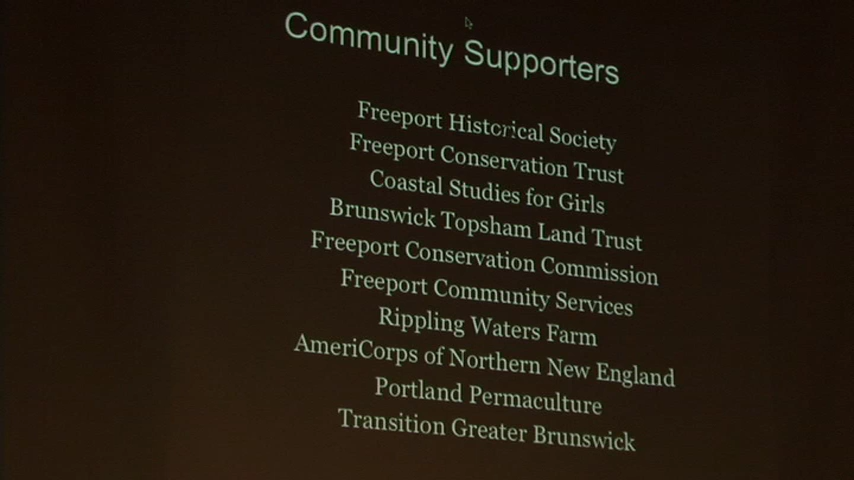 Community Supporters
Freeport Historical Society
Freeport Conservation Trust
Coastal Studies for Girls
Brunswick Topsham Land Trust
Freeport Conservation Commission
Freeport Community Services
Rippling Waters Farm
AmeriCorps of Northern New England
Portland Permaculture
Transition Greater Brunswick